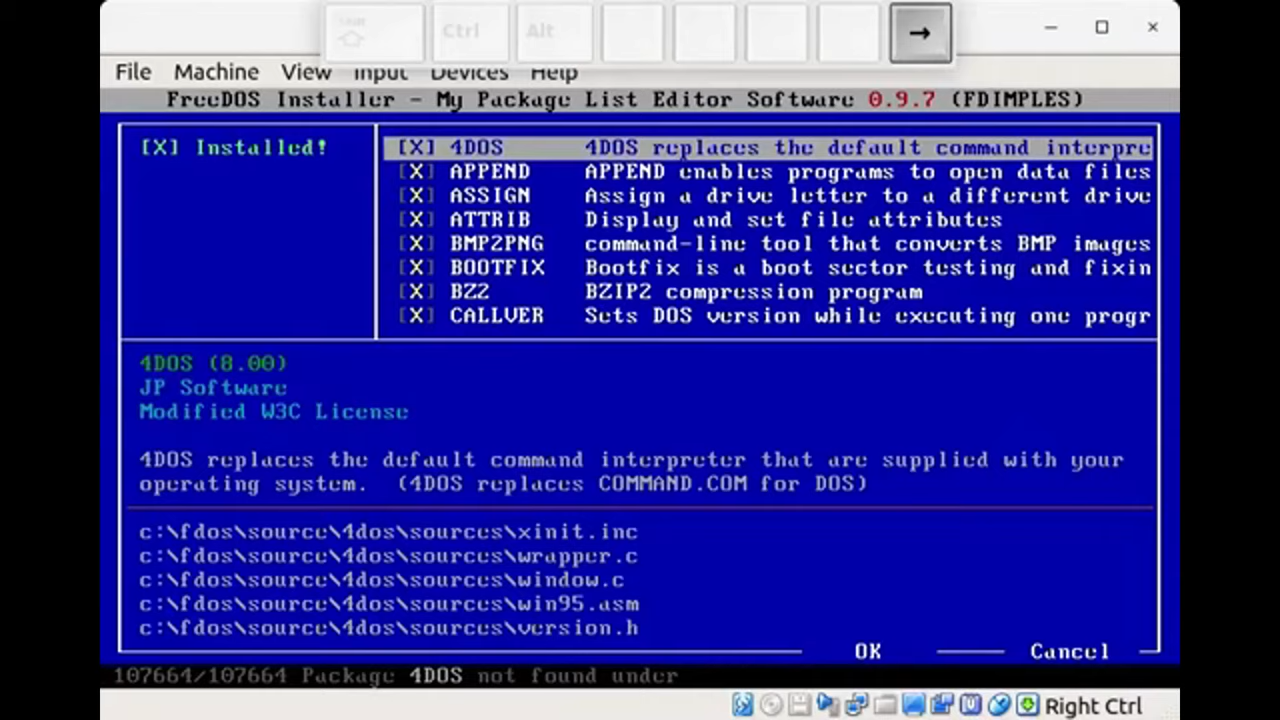 Ctrl Alt →
File Machine View Input Devices Help
FreeDOS Installer - My Package List Editor Software 0.9.7 (FDIMPLES)
[X] Installed!
[X] 4DOS 4DOS replaces the default command interpre
[X] APPEND APPEND enables programs to open data files
[X] ASSIGN Assign a drive letter to a different drive
[X] ATTRIB Display and set file attributes
[X] BMP2PNG command-line tool that converts BMP images
[X] BOOTFIX Bootfix is a boot sector testing and fixin
[X] BZ2 BZIP2 compression program
[X] CALLVER Sets DOS version while executing one progr
4DOS (8.00)
JP Software
Modified W3C License
4DOS replaces the default command interpreter that are supplied with your
operating system. (4DOS replaces COMMAND.COM for DOS)
c:\fdos\source\4dos\sources\xinit.inc
c:\fdos\source\4dos\sources\wrapper.c
c:\fdos\source\4dos\sources\window.c
c:\fdos\source\4dos\sources\win95.asm
c:\fdos\source\4dos\sources\version.h
OK Cancel
107664/107664 Package 4DOS not found under
Right Ctrl